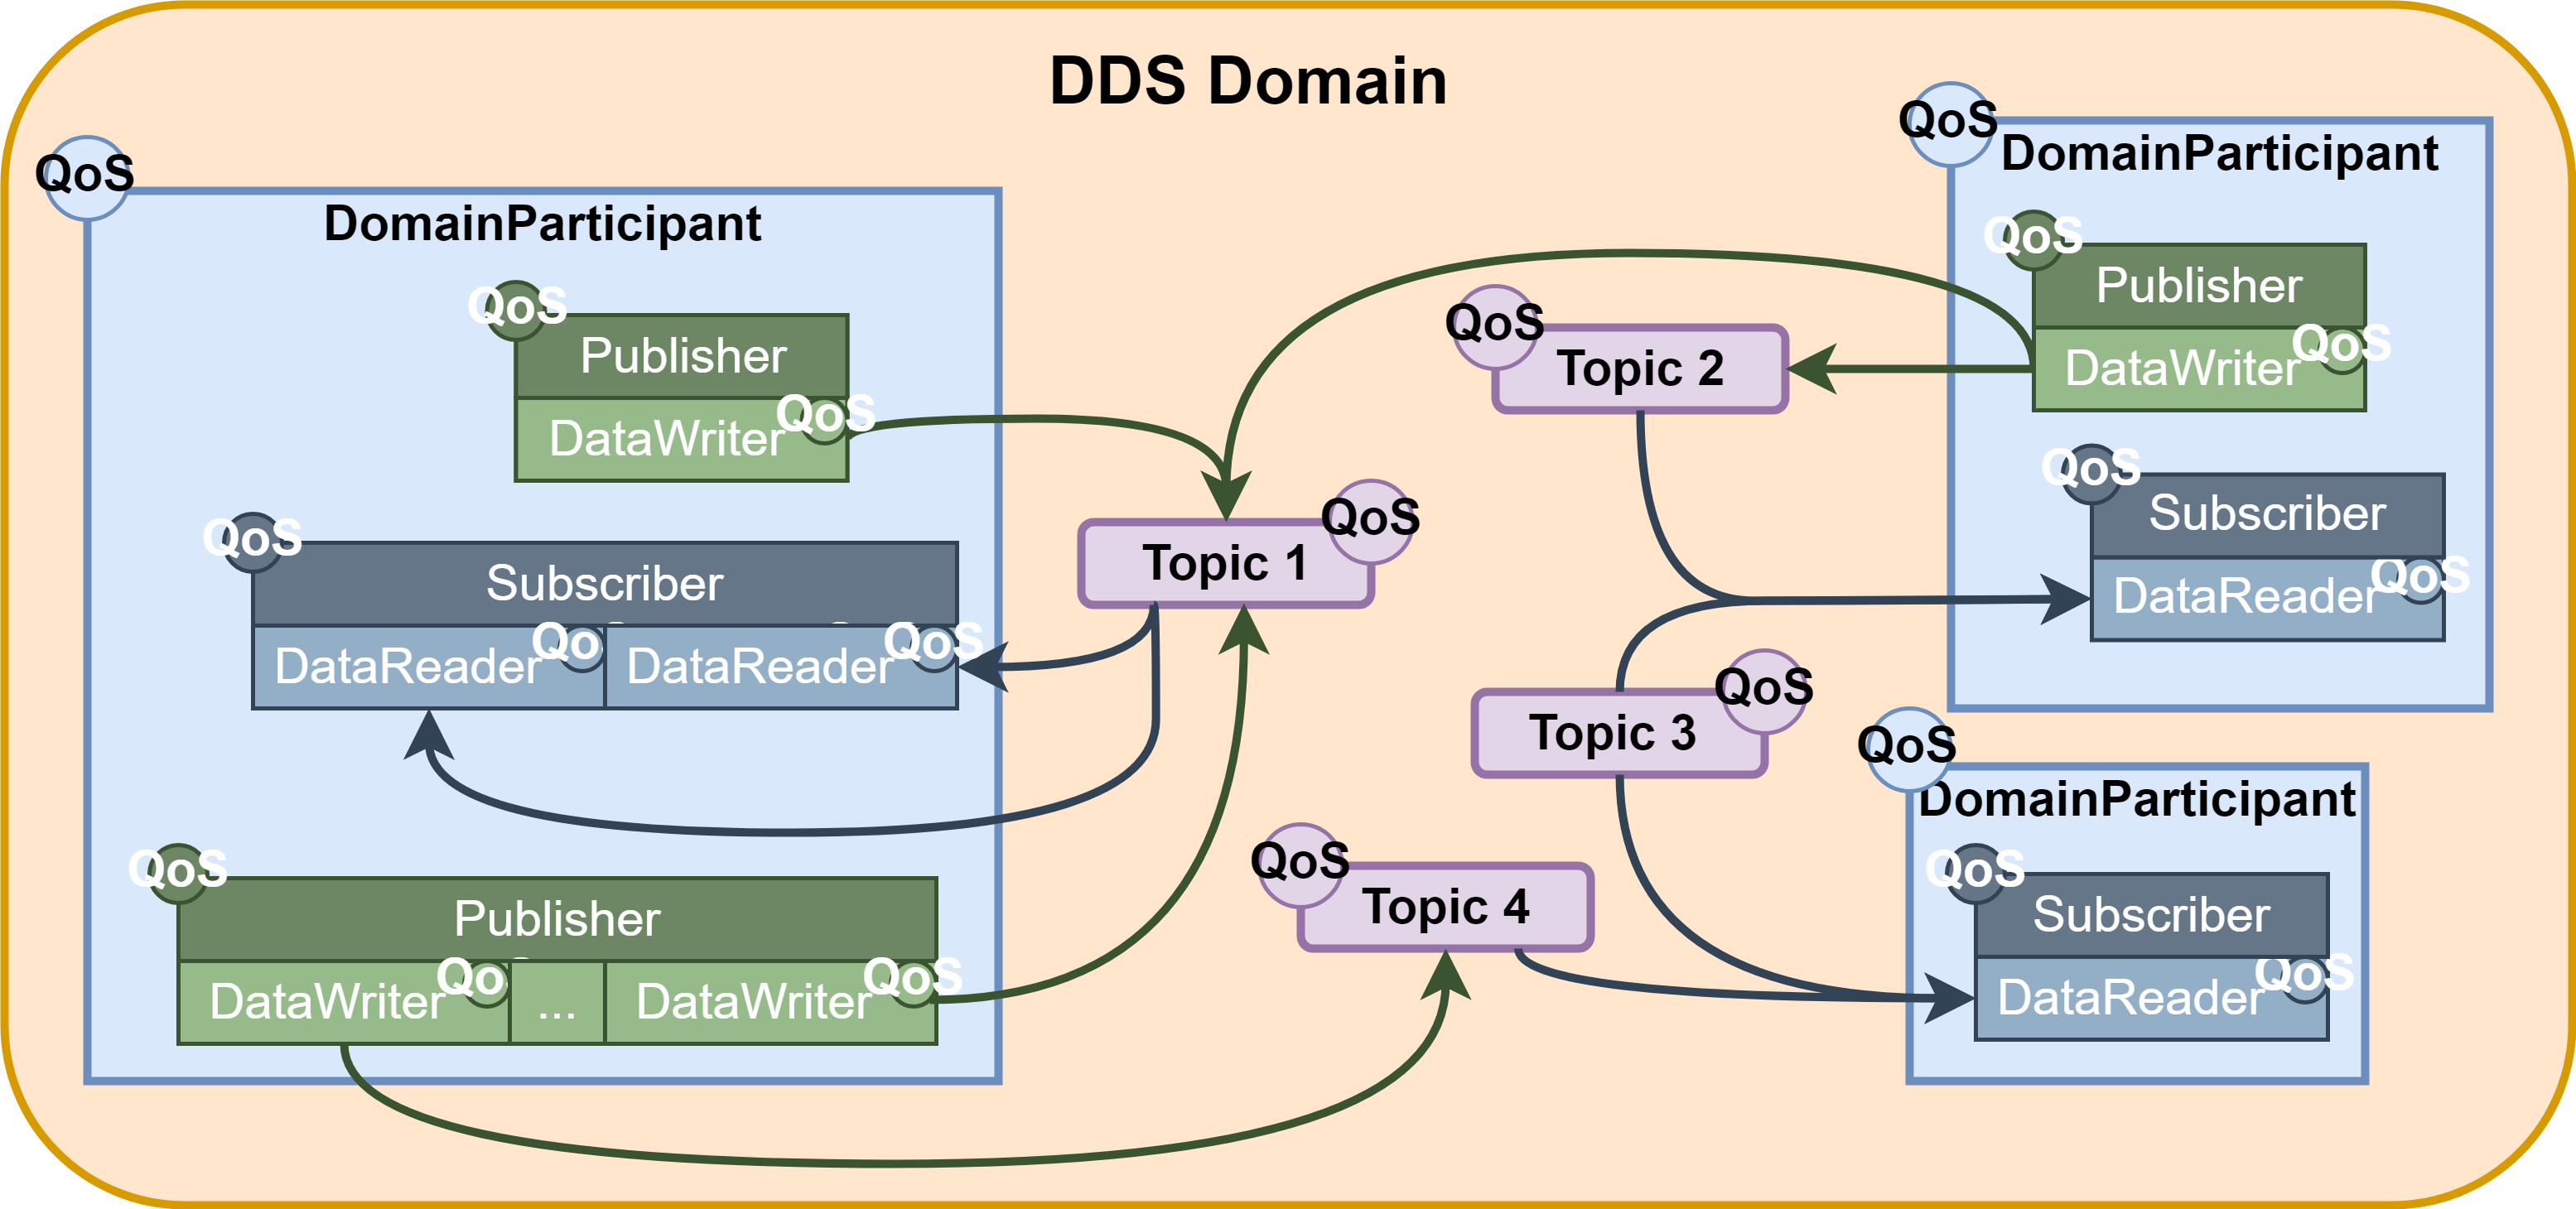 DDS Domain
QoS
DomainParticipant
QoS
Publisher
DataWriter
QoS
QoS
Subscriber
DataReader
Qo
DataReader
QoS
QoS
Publisher
DataWriter
Qo
...
DataWriter
QoS
Topic 1
QoS
QoS
Topic 2
Topic 3
QoS
QoS
Topic 4
QoS
DomainParticipant
QoS
Publisher
DataWriter
QoS
QoS
Subscriber
DataReader
QoS
QoS
DomainParticipant
QoS
Subscriber
DataReader
QoS